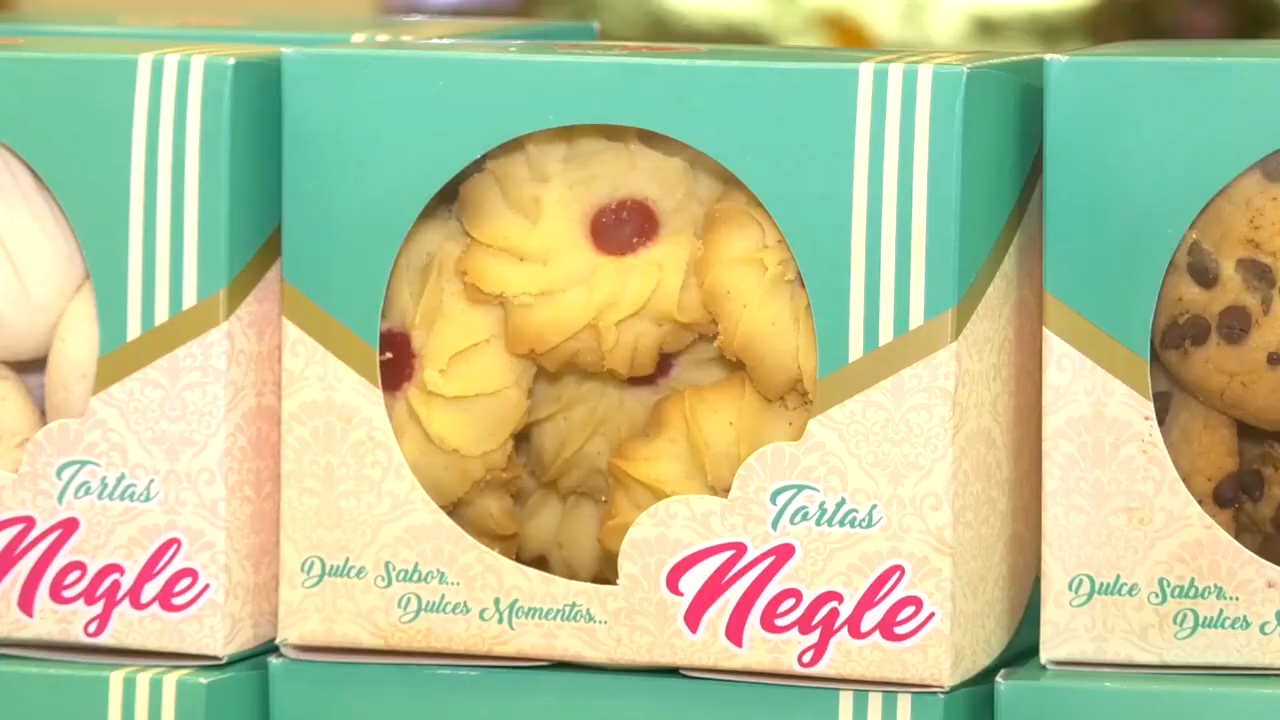 Tortas
Negle
Dulce Sabor...
Dulces Momentos...
Tortas
Negle
Dulce Sabor...
Dulces